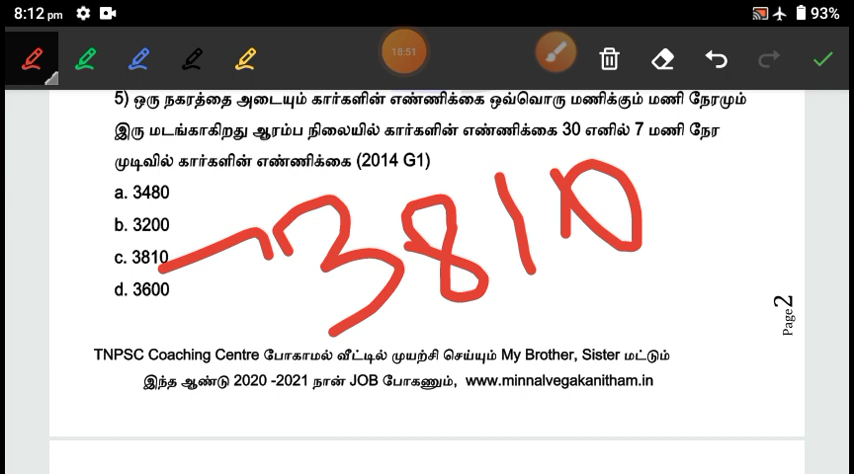 8:12 pm
93%
18:51
5) ஒரு நகரத்தை அடையும் கார்களின் எண்ணிக்கை ஒவ்வொரு மணிக்கும் மணி நேரமும்
இரு மடங்காகிறது ஆரம்ப நிலையில் கார்களின் எண்ணிக்கை 30 எனில் 7 மணி நேர
முடிவில் கார்களின் எண்ணிக்கை (2014 G1)
a. 3480
b. 3200
c. 3810
d. 3600
3810
Page2
TNPSC Coaching Centre போகாமல் வீட்டில் முயற்சி செய்யும் My Brother, Sister மட்டும்
இந்த ஆண்டு 2020 -2021 நான் JOB போகணும், www.minnalvegakanitham.in